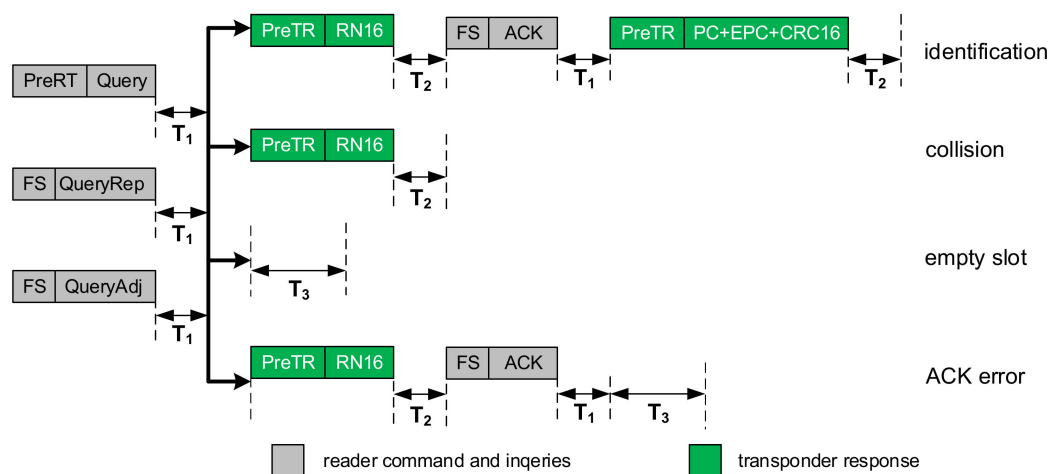 PreTR RN16 FS ACK PreTR PC+EPC+CRC16 identification
T2 T1 T2
PreRT Query
T1
PreTR RN16 collision
T2
FS QueryRep
T1
empty slot
T3
FS QueryAdj
T1
PreTR RN16 FS ACK ACK error
T2 T1 T3
reader command and inqeries transponder response